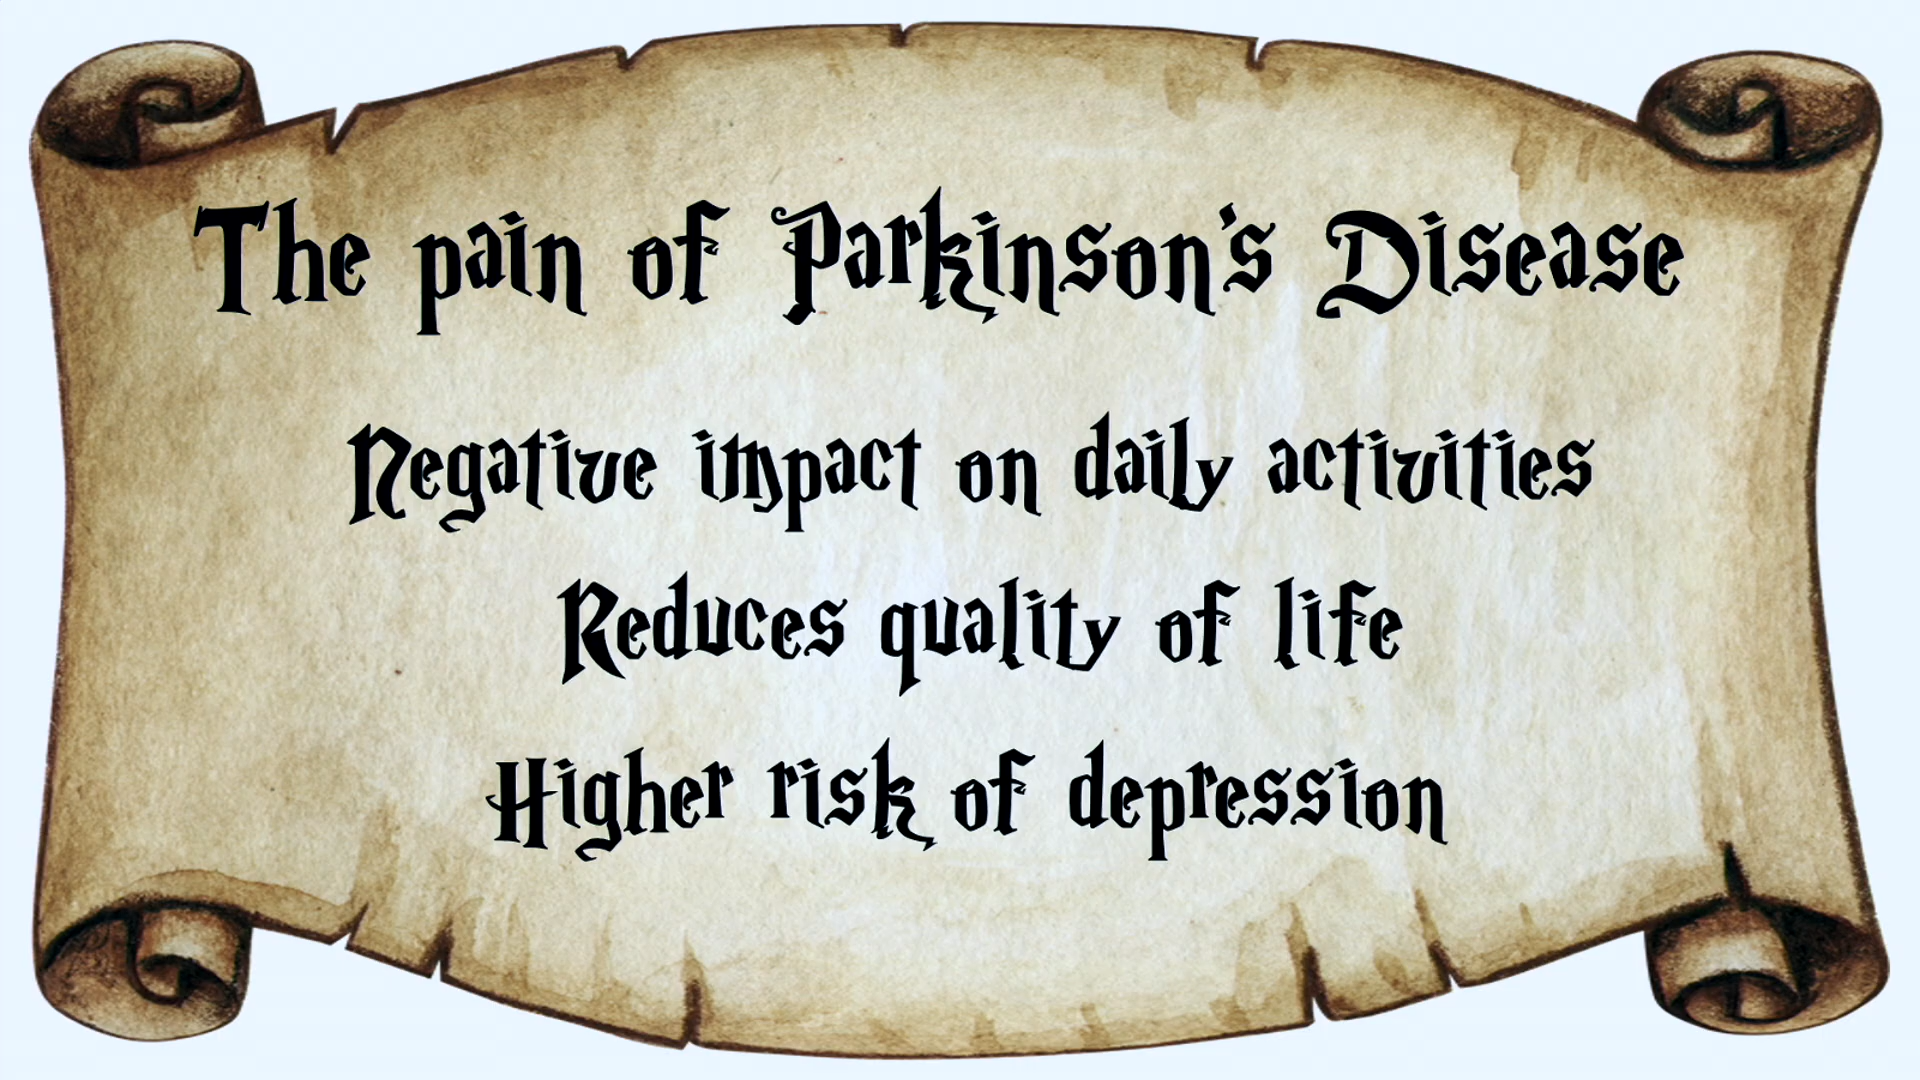 The pain of Parkinson's Disease
Negative impact on daily activities
Reduces quality of life
Higher risk of depression